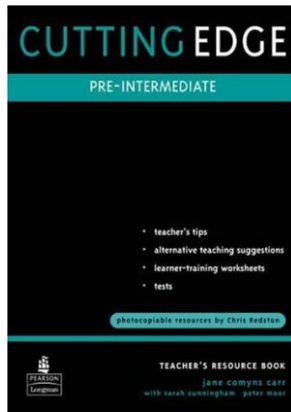 CUTTING EDGE
PRE-INTERMEDIATE
• teacher's tips
• alternative teaching suggestions
• learner-training worksheets
• tests
photocopiable resources by Chris Redston
TEACHER'S RESOURCE BOOK
jane comyns carr
with sarah cunningham peter moor
PEARSON
Longman